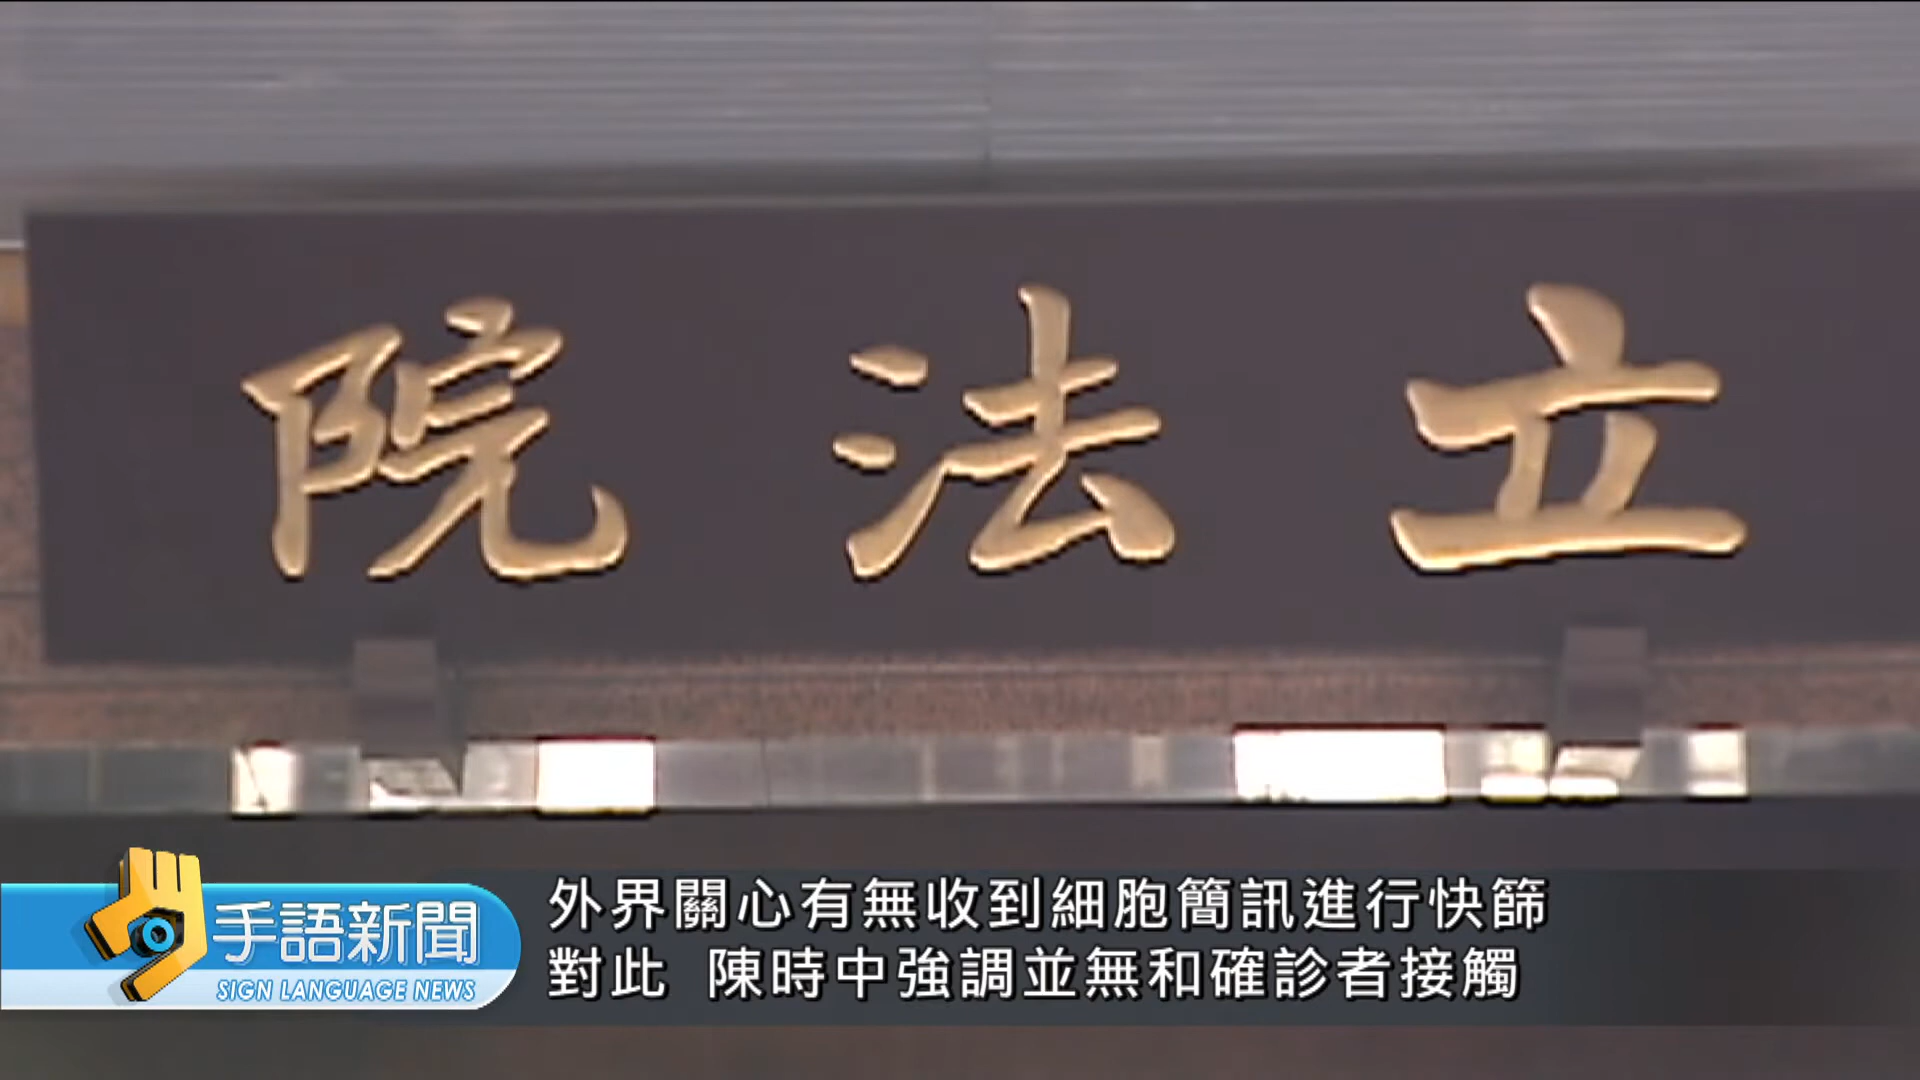 立法院
手語新聞
SIGN LANGUAGE NEWS
外界關心有無收到細胞簡訊進行快篩
對此 陳時中強調並無和確診者接觸